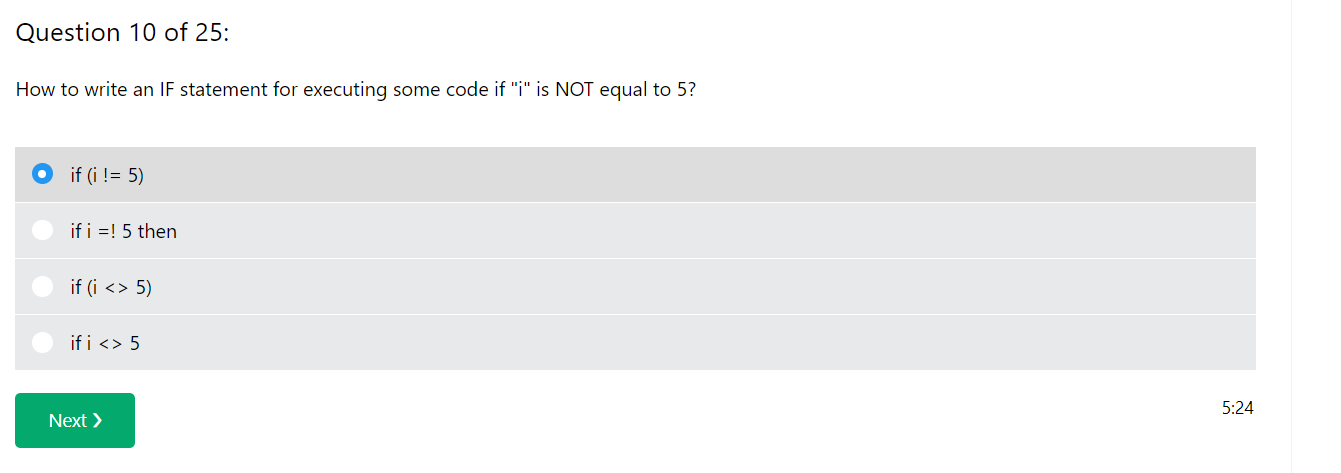 Question 10 of 25:
How to write an IF statement for executing some code if "i" is NOT equal to 5?
if (i != 5)
if i =! 5 then
if (i <> 5)
if i <> 5
Next ❯
5:24